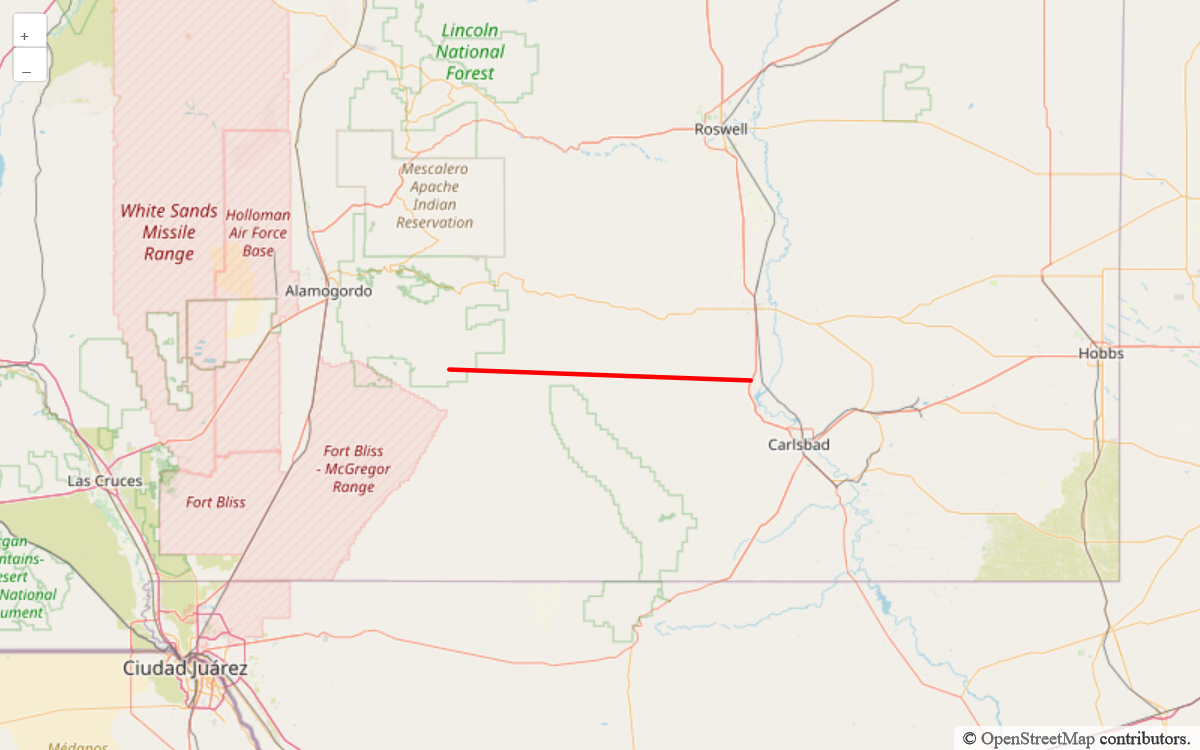 +
–
Lincoln
National
Forest
Roswell
Mescalero
Apache
Indian
Reservation
White Sands
Missile
Range
Holloman
Air Force
Base
Alamogordo
Hobbs
Carlsbad
Fort Bliss
- McGregor
Range
Las Cruces
Fort Bliss
rgan
ntains-
esert
National
ument
Ciudad Juárez
Médanos
© OpenStreetMap contributors.